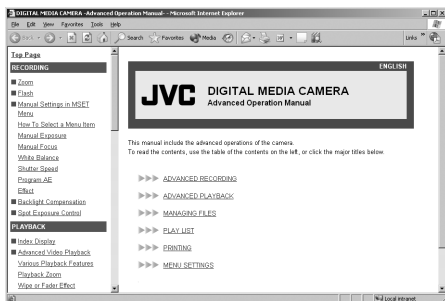 DIGITAL MEDIA CAMERA -Advanced Operation Manual- - Microsoft Internet Explorer
File Edit View Favorites Tools Help
Back Search Favorites Media Links
Top Page
RECORDING
Zoom
Flash
Manual Settings in MSET
Menu
How To Select a Menu Item
Manual Exposure
Manual Focus
White Balance
Shutter Speed
Program AE
Effect
Backlight Compensation
Spot Exposure Control
PLAYBACK
Index Display
Advanced Video Playback
Various Playback Features
Playback Zoom
Wipe or Fader Effect
ENGLISH
JVC
DIGITAL MEDIA CAMERA
Advanced Operation Manual
This manual include the advanced operations of the camera.
To read the contents, use the table of the contents on the left, or click the major titles below.
ADVANCED RECORDING
ADVANCED PLAYBACK
MANAGING FILES
PLAY LIST
PRINTING
MENU SETTINGS
Local intranet